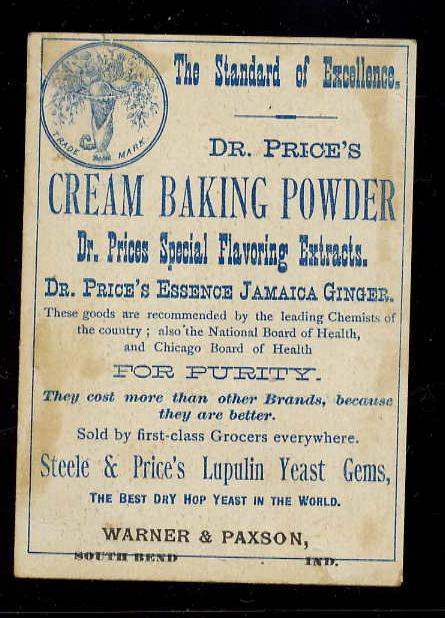 The Standard of Excellence.
TRADE MARK
DR. PRICE'S
CREAM BAKING POWDER
Dr. Prices Special Flavoring Extracts.
DR. PRICE'S ESSENCE JAMAICA GINGER.
These goods are recommended by the leading Chemists of
the country; also the National Board of Health,
and Chicago Board of Health
FOR PURITY.
They cost more than other Brands, because
they are better.
Sold by first-class Grocers everywhere.
Steele & Price's Lupulin Yeast Gems,
THE BEST DRY HOP YEAST IN THE WORLD.
WARNER & PAXSON,
SOUTH BEND IND.